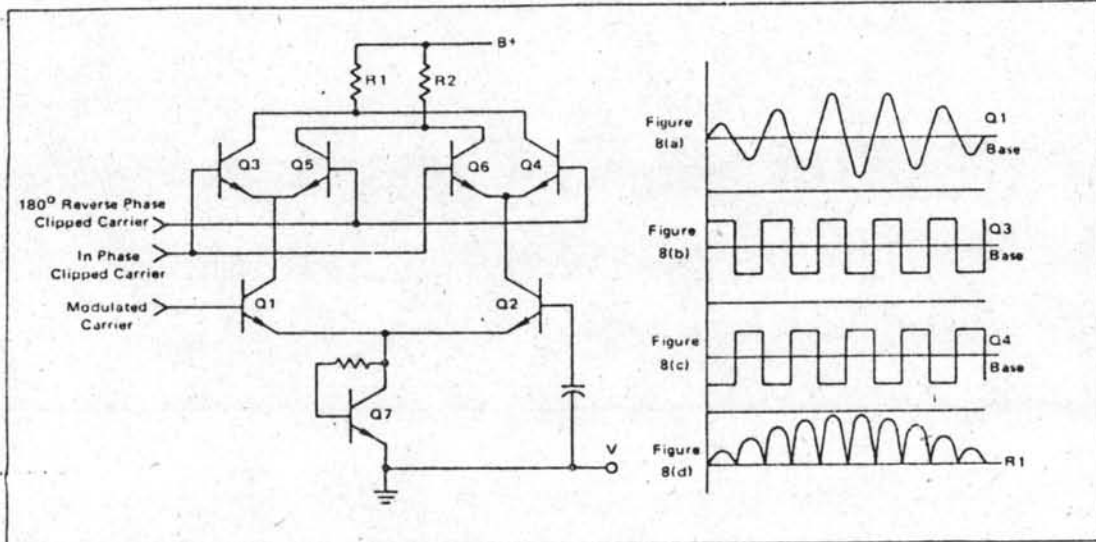 B+
R1
R2
Q3
Q5
Q6
Q4
180° Reverse Phase
Clipped Carrier
In Phase
Clipped Carrier
Modulated
Carrier
Q1
Q2
Q7
V
Figure
8(a)
Q1
Base
Figure
8(b)
Q3
Base
Figure
8(c)
Q4
Base
Figure
8(d)
R1